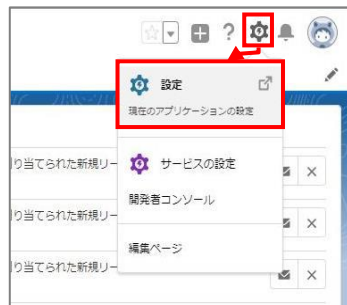 設定
現在のアプリケーションの設定
り当てられた新規リー
サービスの設定
開発者コンソール
り当てられた新規リー
編集ページ
り当てられた新規リー